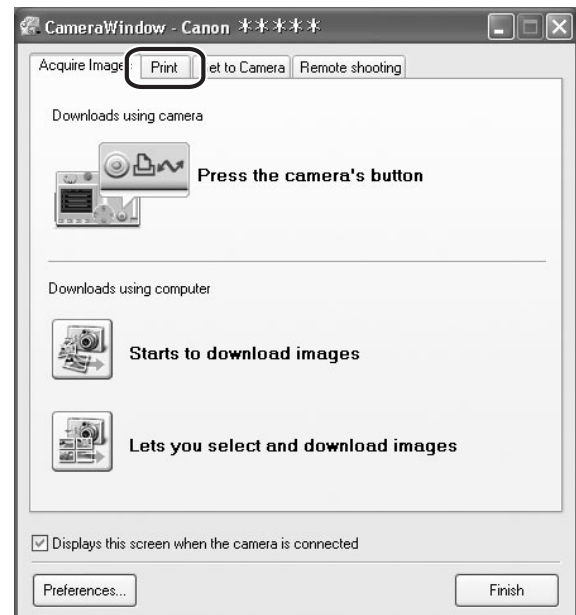 CameraWindow - Canon *****
Acquire Image Print et to Camera Remote shooting
Downloads using camera
Press the camera's button
Downloads using computer
Starts to download images
Lets you select and download images
Displays this screen when the camera is connected
Preferences... Finish